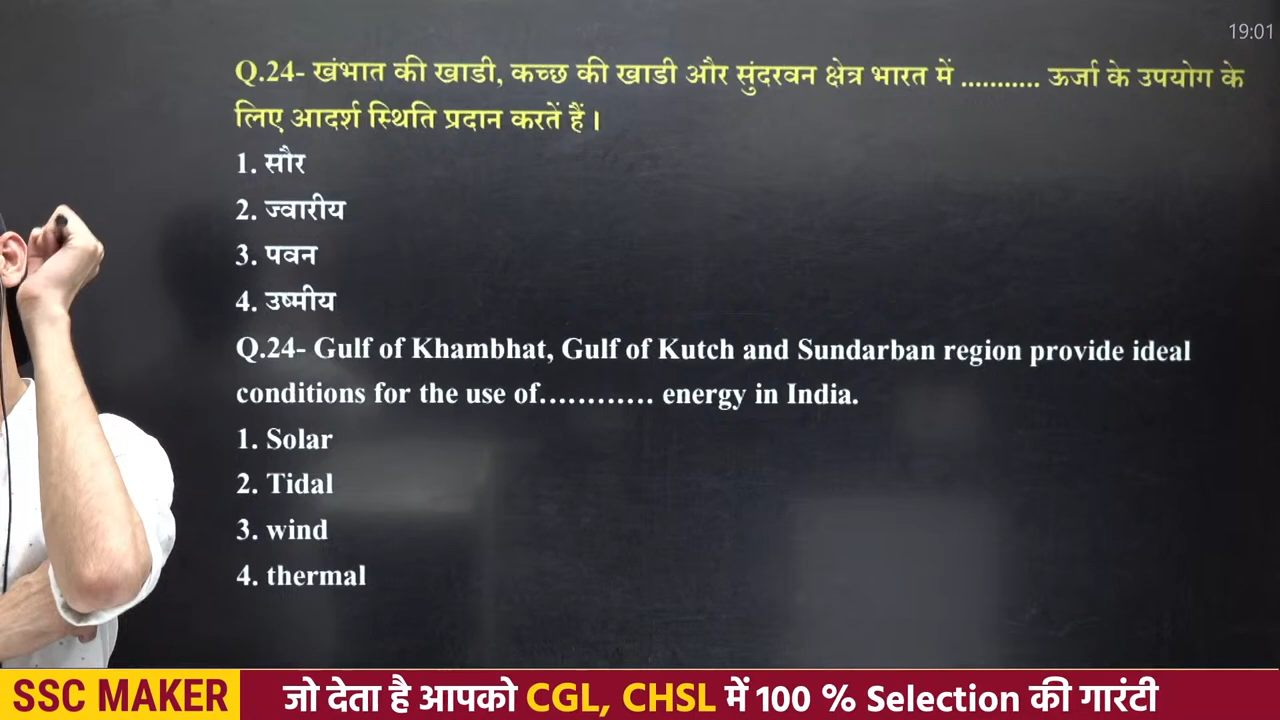 19:01
Q.24- खंभात की खाडी, कच्छ की खाडी और सुंदरवन क्षेत्र भारत में ........... ऊर्जा के उपयोग के
लिए आदर्श स्थिति प्रदान करतें हैं।
1. सौर
2. ज्वारीय
3. पवन
4. उष्मीय
Q.24- Gulf of Khambhat, Gulf of Kutch and Sundarban region provide ideal
conditions for the use of............ energy in India.
1. Solar
2. Tidal
3. wind
4. thermal
SSC MAKER जो देता है आपको CGL, CHSL में 100 % Selection की गारंटी